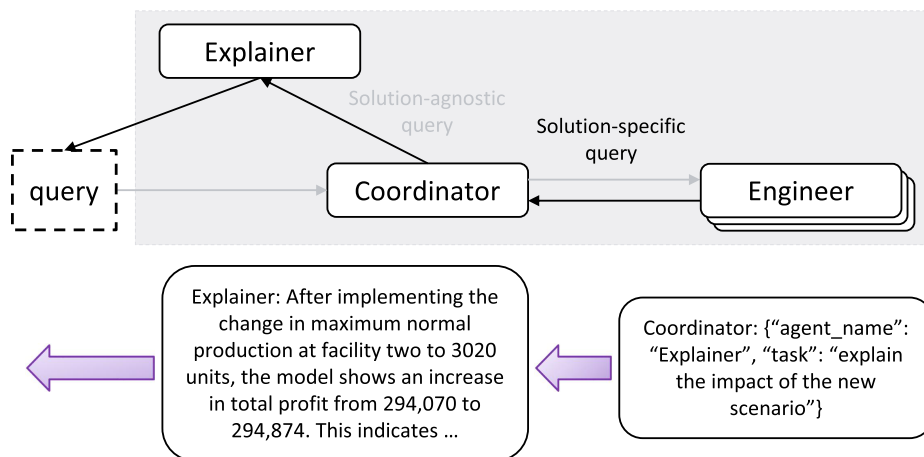 Explainer
Solution-agnostic
query
Solution-specific
query
query
Coordinator
Engineer
Explainer: After implementing the
change in maximum normal
production at facility two to 3020
units, the model shows an increase
in total profit from 294,070 to
294,874. This indicates …
Coordinator: {“agent_name”:
“Explainer”, “task”: “explain
the impact of the new
scenario”}